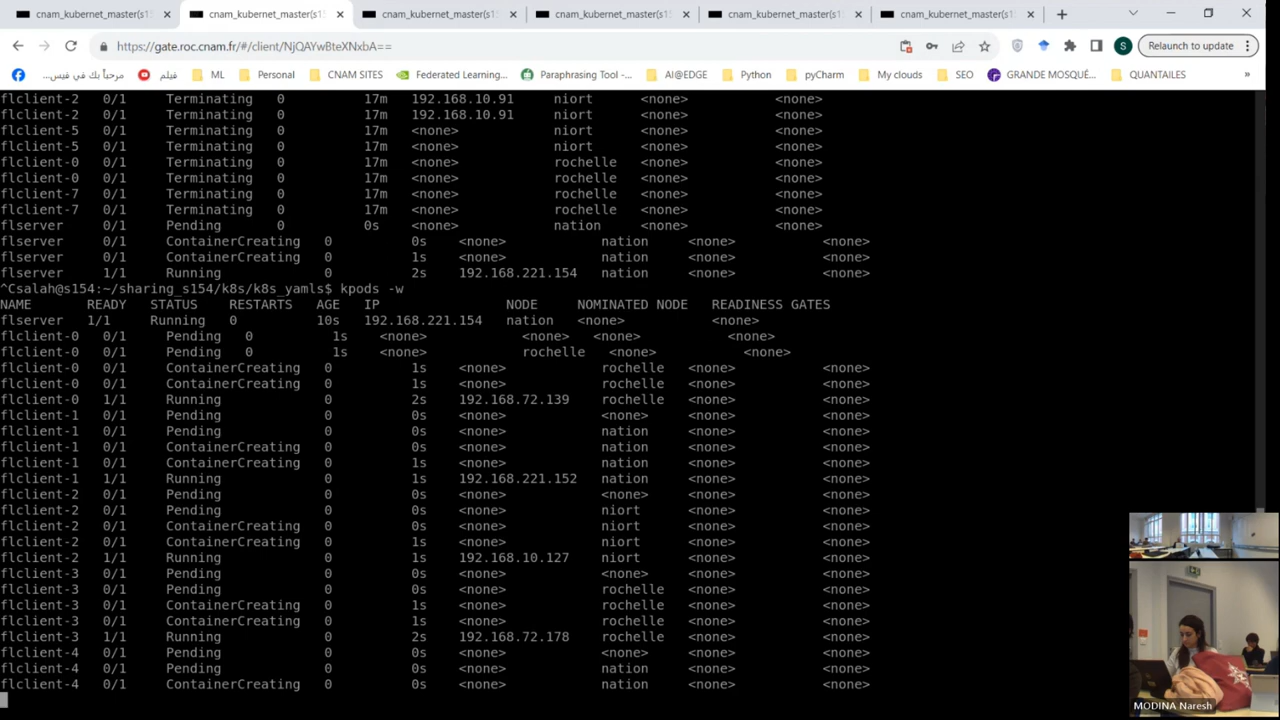 cnam_kubernet_master(s15 cnam_kubernet_master(s15 cnam_kubernet_master(s15 cnam_kubernet_master(s15 cnam_kubernet_master(s15 cnam_kubernet_master(s15
https://gate.roc.cnam.fr/#/client/NjQAYwBteXNxbA== S Relaunch to update
مرحباً بك في فيس... فيلم ML Personal CNAM SITES Federated Learning... Paraphrasing Tool -... AI@EDGE Python pyCharm My clouds SEO GRANDE MOSQUÉ... QUANTAILES »
flclient-2 0/1 Terminating 0 17m 192.168.10.91 niort <none> <none>
flclient-2 0/1 Terminating 0 17m 192.168.10.91 niort <none> <none>
flclient-5 0/1 Terminating 0 17m <none> niort <none> <none>
flclient-5 0/1 Terminating 0 17m <none> niort <none> <none>
flclient-0 0/1 Terminating 0 17m <none> rochelle <none> <none>
flclient-0 0/1 Terminating 0 17m <none> rochelle <none> <none>
flclient-7 0/1 Terminating 0 17m <none> rochelle <none> <none>
flclient-7 0/1 Terminating 0 17m <none> rochelle <none> <none>
flserver 0/1 Pending 0 0s <none> nation <none> <none>
flserver 0/1 ContainerCreating 0 0s <none> nation <none> <none>
flserver 0/1 ContainerCreating 0 1s <none> nation <none> <none>
flserver 1/1 Running 0 2s 192.168.221.154 nation <none> <none>
^Csalah@s154:~/sharing_s154/k8s/k8s_yamls$ kpods -w
NAME READY STATUS RESTARTS AGE IP NODE NOMINATED NODE READINESS GATES
flserver 1/1 Running 0 10s 192.168.221.154 nation <none> <none>
flclient-0 0/1 Pending 0 1s <none> <none> <none> <none>
flclient-0 0/1 Pending 0 1s <none> rochelle <none> <none>
flclient-0 0/1 ContainerCreating 0 1s <none> rochelle <none> <none>
flclient-0 0/1 ContainerCreating 0 1s <none> rochelle <none> <none>
flclient-0 1/1 Running 0 2s 192.168.72.139 rochelle <none> <none>
flclient-1 0/1 Pending 0 0s <none> <none> <none> <none>
flclient-1 0/1 Pending 0 0s <none> nation <none> <none>
flclient-1 0/1 ContainerCreating 0 0s <none> nation <none> <none>
flclient-1 0/1 ContainerCreating 0 1s <none> nation <none> <none>
flclient-1 1/1 Running 0 1s 192.168.221.152 nation <none> <none>
flclient-2 0/1 Pending 0 0s <none> <none> <none> <none>
flclient-2 0/1 Pending 0 0s <none> niort <none> <none>
flclient-2 0/1 ContainerCreating 0 0s <none> niort <none> <none>
flclient-2 0/1 ContainerCreating 0 1s <none> niort <none> <none>
flclient-2 1/1 Running 0 1s 192.168.10.127 niort <none> <none>
flclient-3 0/1 Pending 0 0s <none> <none> <none> <none>
flclient-3 0/1 Pending 0 0s <none> rochelle <none> <none>
flclient-3 0/1 ContainerCreating 0 1s <none> rochelle <none> <none>
flclient-3 0/1 ContainerCreating 0 1s <none> rochelle <none> <none>
flclient-3 1/1 Running 0 2s 192.168.72.178 rochelle <none> <none>
flclient-4 0/1 Pending 0 0s <none> <none> <none> <none>
flclient-4 0/1 Pending 0 0s <none> nation <none> <none>
flclient-4 0/1 ContainerCreating 0 0s <none> nation <none> <none>
MODINA Naresh